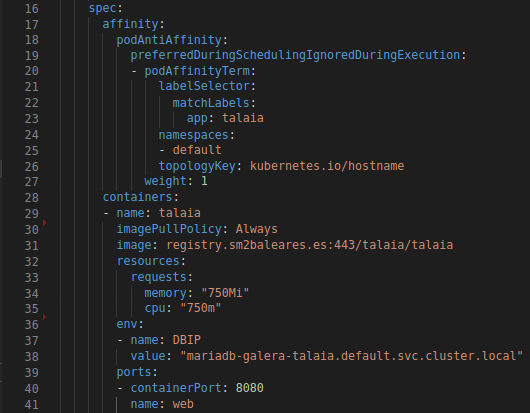 16 spec:
17 affinity:
18 podAntiAffinity:
19 preferredDuringSchedulingIgnoredDuringExecution:
20 - podAffinityTerm:
21 labelSelector:
22 matchLabels:
23 app: talaia
24 namespaces:
25 - default
26 topologyKey: kubernetes.io/hostname
27 weight: 1
28 containers:
29 - name: talaia
30 imagePullPolicy: Always
31 image: registry.sm2baleares.es:443/talaia/talaia
32 resources:
33 requests:
34 memory: "750Mi"
35 cpu: "750m"
36 env:
37 - name: DBIP
38 value: "mariadb-galera-talaia.default.svc.cluster.local"
39 ports:
40 - containerPort: 8080
41 name: web